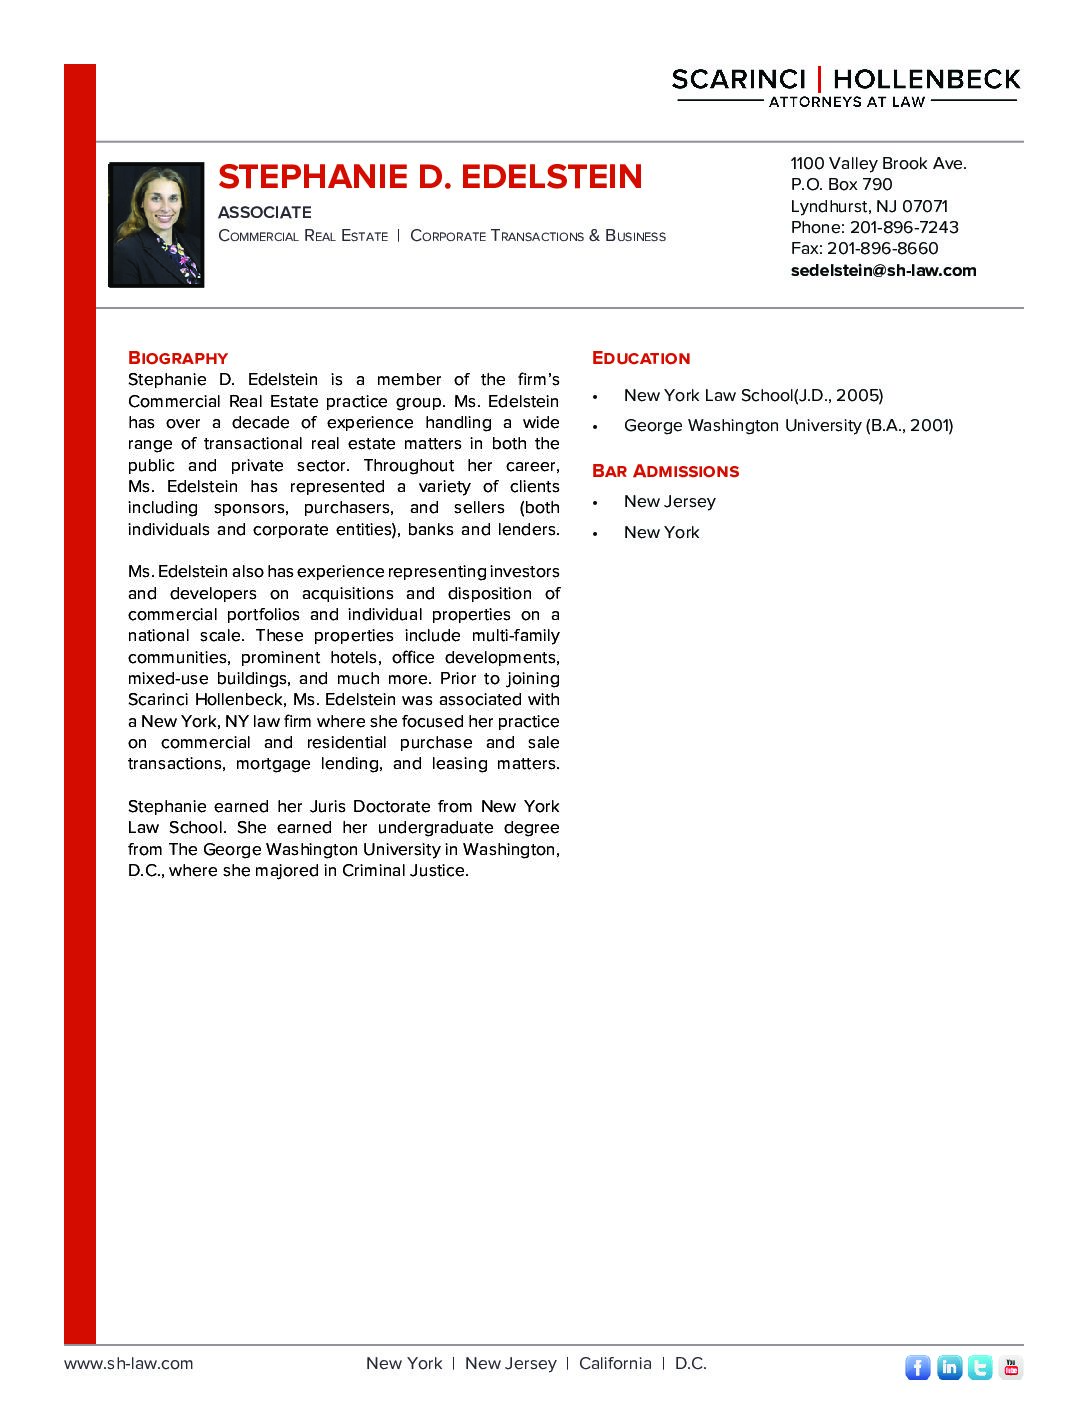 SCARINCI | HOLLENBECK
ATTORNEYS AT LAW
STEPHANIE D. EDELSTEIN
ASSOCIATE
Commercial Real Estate | Corporate Transactions & Business
1100 Valley Brook Ave.
P.O. Box 790
Lyndhurst, NJ 07071
Phone: 201-896-7243
Fax: 201-896-8660
sedelstein@sh-law.com
Biography
Stephanie D. Edelstein is a member of the firm's
Commercial Real Estate practice group. Ms. Edelstein
has over a decade of experience handling a wide
range of transactional real estate matters in both the
public and private sector. Throughout her career,
Ms. Edelstein has represented a variety of clients
including sponsors, purchasers, and sellers (both
individuals and corporate entities), banks and lenders.
Ms. Edelstein also has experience representing investors
and developers on acquisitions and disposition of
commercial portfolios and individual properties on a
national scale. These properties include multi-family
communities, prominent hotels, office developments,
mixed-use buildings, and much more. Prior to joining
Scarinci Hollenbeck, Ms. Edelstein was associated with
a New York, NY law firm where she focused her practice
on commercial and residential purchase and sale
transactions, mortgage lending, and leasing matters.
Stephanie earned her Juris Doctorate from New York
Law School. She earned her undergraduate degree
from The George Washington University in Washington,
D.C., where she majored in Criminal Justice.
Education
• New York Law School(J.D., 2005)
• George Washington University (B.A., 2001)
Bar Admissions
• New Jersey
• New York
www.sh-law.com
New York | New Jersey | California | D.C.
f in t You Tube